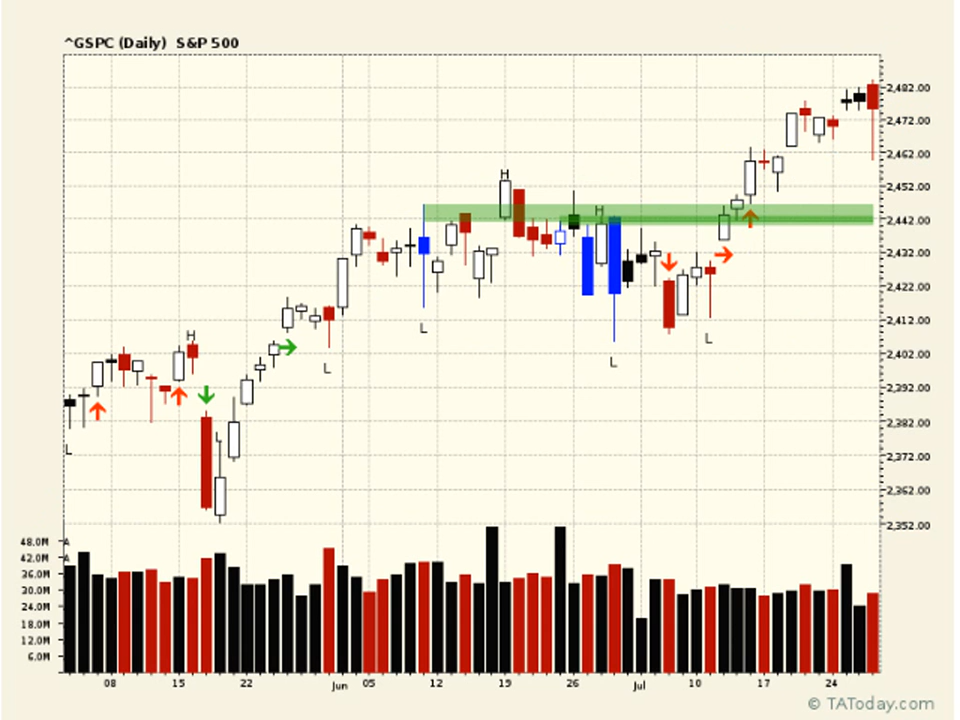 ^GSPC (Daily) S&P 500
2,482.00
2,472.00
2,462.00
H
2,452.00
H
2,442.00
2,432.00
2,422.00
2,412.00
L
H
L
2,402.00
L
L
2,392.00
2,382.00
L
L
2,372.00
2,362.00
2,352.00
48.0M
A
42.0M
A
36.0M
30.0M
24.0M
18.0M
12.0M
6.0M
08 15 22 Jun 05 12 19 26 Jul 10 17 24
© TAToday.com